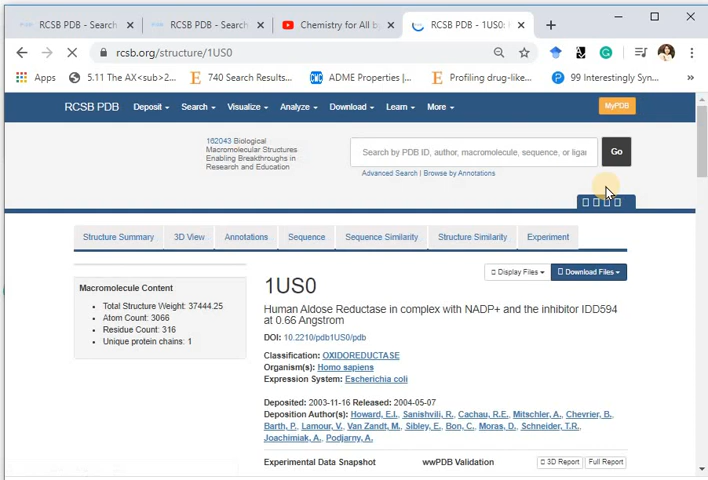 RCSB PDB - Search
RCSB PDB - Search
Chemistry for All b
RCSB PDB - 1US0:
rcsb.org/structure/1US0
Apps
5.11 The AX<sub>2...
740 Search Results...
ADME Properties |...
Profiling drug-like...
99 Interestingly Syn...
RCSB PDB
Deposit
Search
Visualize
Analyze
Download
Learn
More
MyPDB
162043 Biological
Macromolecular Structures
Enabling Breakthroughs in
Research and Education
Search by PDB ID, author, macromolecule, sequence, or ligar
Go
Advanced Search | Browse by Annotations
Structure Summary
3D View
Annotations
Sequence
Sequence Similarity
Structure Similarity
Experiment
Macromolecule Content
• Total Structure Weight: 37444.25
• Atom Count: 3066
• Residue Count: 316
• Unique protein chains: 1
Display Files
Download Files
1US0
Human Aldose Reductase in complex with NADP+ and the inhibitor IDD594
at 0.66 Angstrom
DOI: 10.2210/pdb1US0/pdb
Classification: OXIDOREDUCTASE
Organism(s): Homo sapiens
Expression System: Escherichia coli
Deposited: 2003-11-16 Released: 2004-05-07
Deposition Author(s): Howard, E.I., Sanishvili, R., Cachau, R.E., Mitschler, A., Chevrier, B.,
Barth, P., Lamour, V., Van Zandt, M., Sibley, E., Bon, C., Moras, D., Schneider, T.R.,
Joachimiak, A., Podjarny, A.
Experimental Data Snapshot
wwPDB Validation
3D Report
Full Report